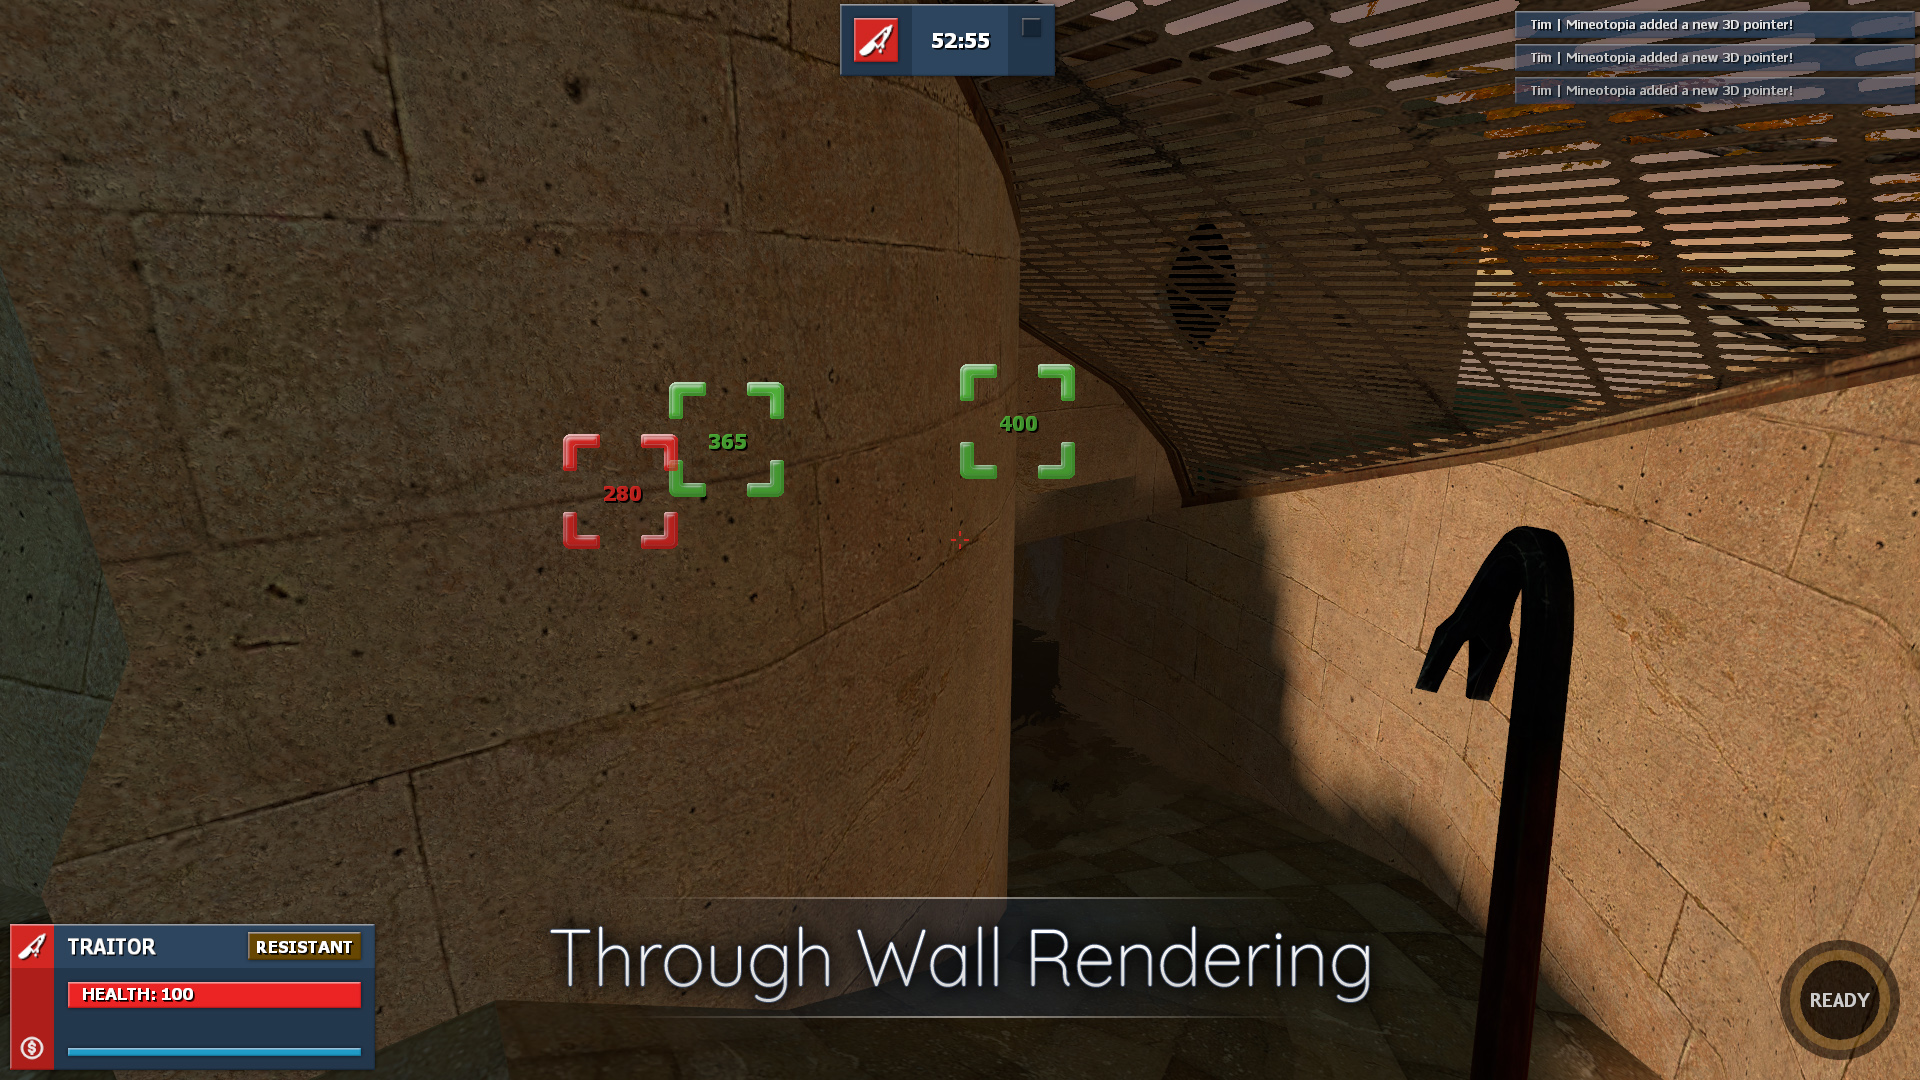 52:55
Tim | Mineotopia added a new 3D pointer!
Tim | Mineotopia added a new 3D pointer!
Tim | Mineotopia added a new 3D pointer!
365
400
280
TRAITOR
RESISTANT
HEALTH: 100
$
Through Wall Rendering
READY